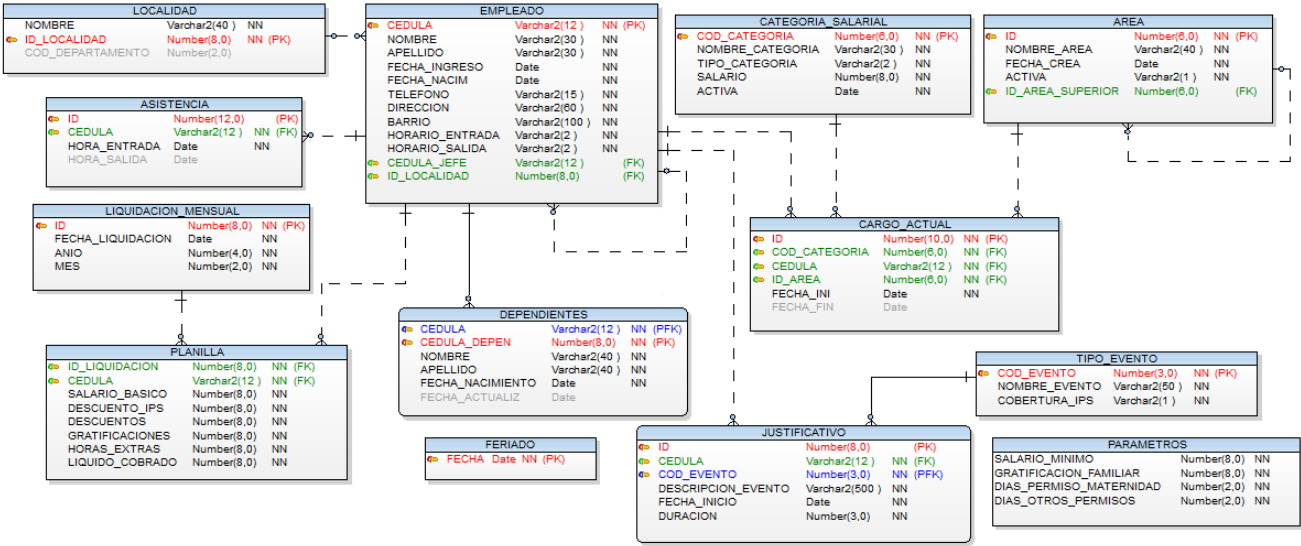 LOCALIDAD
NOMBRE Varchar2(40 ) NN
ID_LOCALIDAD Number(8,0) NN (PK)
COD_DEPARTAMENTO Number(2,0)
EMPLEADO
CEDULA Varchar2(12 ) NN (PK)
NOMBRE Varchar2(30 ) NN
APELLIDO Varchar2(30 ) NN
FECHA_INGRESO Date NN
FECHA_NACIM Date NN
TELEFONO Varchar2(15 ) NN
DIRECCION Varchar2(60 ) NN
BARRIO Varchar2(100 ) NN
HORARIO_ENTRADA Varchar2(2 ) NN
HORARIO_SALIDA Varchar2(2 ) NN
CEDULA_JEFE Varchar2(12 ) (FK)
ID_LOCALIDAD Number(8,0) (FK)
CATEGORIA_SALARIAL
COD_CATEGORIA Number(6,0) NN (PK)
NOMBRE_CATEGORIA Varchar2(30 ) NN
TIPO_CATEGORIA Varchar2(2 ) NN
SALARIO Number(8,0) NN
ACTIVA Date NN
AREA
ID Number(6,0) NN (PK)
NOMBRE_AREA Varchar2(40 ) NN
FECHA_CREA Date NN
ACTIVA Varchar2(1 ) NN
ID_AREA_SUPERIOR Number(6,0) (FK)
ASISTENCIA
ID Number(12,0) (PK)
CEDULA Varchar2(12 ) NN (FK)
HORA_ENTRADA Date NN
HORA_SALIDA Date
LIQUIDACION_MENSUAL
ID Number(8,0) NN (PK)
FECHA_LIQUIDACION Date NN
ANIO Number(4,0) NN
MES Number(2,0) NN
CARGO_ACTUAL
ID Number(10,0) NN (PK)
COD_CATEGORIA Number(6,0) NN (FK)
CEDULA Varchar2(12 ) NN (FK)
ID_AREA Number(6,0) NN (FK)
FECHA_INI Date NN
FECHA_FIN Date
DEPENDIENTES
CEDULA Varchar2(12 ) NN (PFK)
CEDULA_DEPEN Number(8,0) NN (PK)
NOMBRE Varchar2(40 ) NN
APELLIDO Varchar2(40 ) NN
FECHA_NACIMIENTO Date NN
FECHA_ACTUALIZ Date
PLANILLA
ID_LIQUIDACION Number(8,0) NN (FK)
CEDULA Varchar2(12 ) NN (FK)
SALARIO_BASICO Number(8,0) NN
DESCUENTO_IPS Number(8,0) NN
DESCUENTOS Number(8,0) NN
GRATIFICACIONES Number(8,0) NN
HORAS_EXTRAS Number(8,0) NN
LIQUIDO_COBRADO Number(8,0) NN
TIPO_EVENTO
COD_EVENTO Number(3,0) NN (PK)
NOMBRE_EVENTO Varchar2(50 ) NN
COBERTURA_IPS Varchar2(1 ) NN
FERIADO
FECHA Date NN (PK)
JUSTIFICATIVO
ID Number(8,0) (PK)
CEDULA Varchar2(12 ) NN (FK)
COD_EVENTO Number(3,0) NN (PFK)
DESCRIPCION_EVENTO Varchar2(500 ) NN
FECHA_INICIO Date NN
DURACION Number(3,0) NN
PARAMETROS
SALARIO_MINIMO Number(8,0) NN
GRATIFICACION_FAMILIAR Number(8,0) NN
DIAS_PERMISO_MATERNIDAD Number(2,0) NN
DIAS_OTROS_PERMISOS Number(2,0) NN